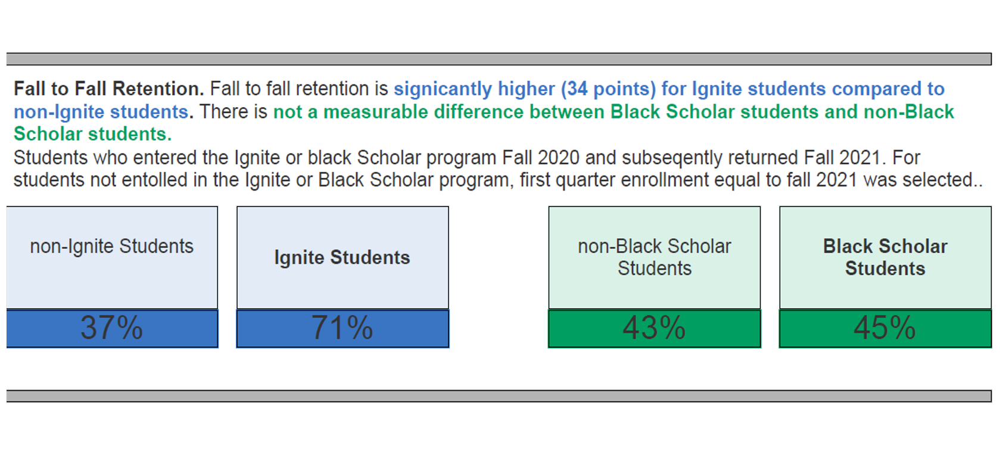 Fall to Fall Retention. Fall to fall retention is signicantly higher (34 points) for Ignite students compared to
non-Ignite students. There is not a measurable difference between Black Scholar students and non-Black
Scholar students.
Students who entered the Ignite or black Scholar program Fall 2020 and subseqently returned Fall 2021. For
students not entolled in the Ignite or Black Scholar program, first quarter enrollment equal to fall 2021 was selected..
non-Ignite Students
Ignite Students
non-Black Scholar
Students
Black Scholar
Students
37%
71%
43%
45%